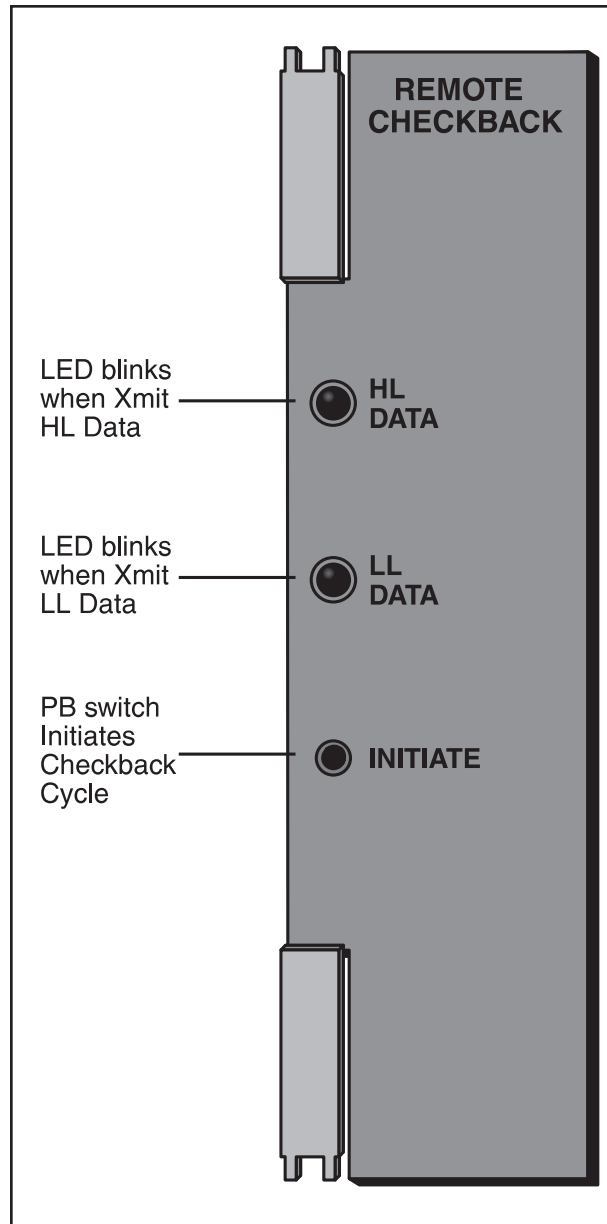 REMOTE
CHECKBACK
LED blinks
when Xmit
HL Data
HL
DATA
LED blinks
when Xmit
LL Data
LL
DATA
PB switch
Initiates
Checkback
Cycle
INITIATE